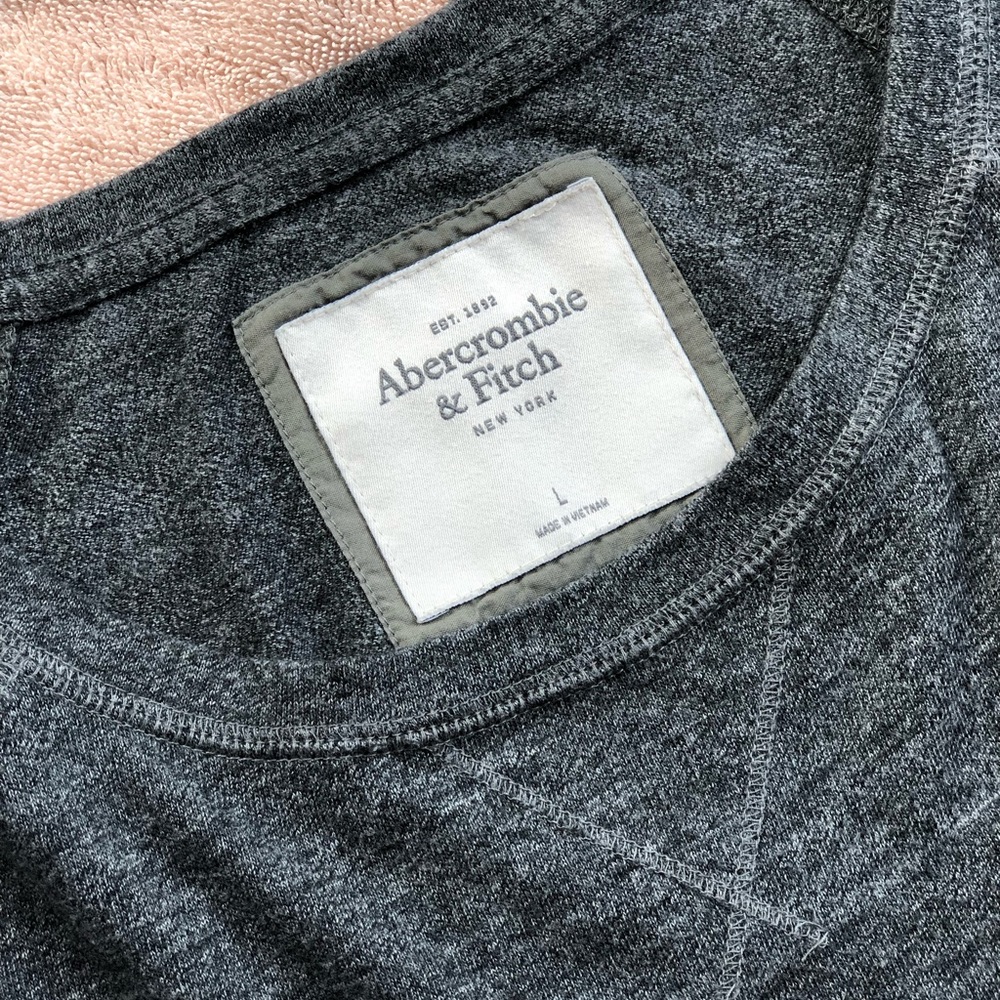 EST. 1892
Abercrombie
& Fitch
NEW YORK
L
MADE IN VIETNAM